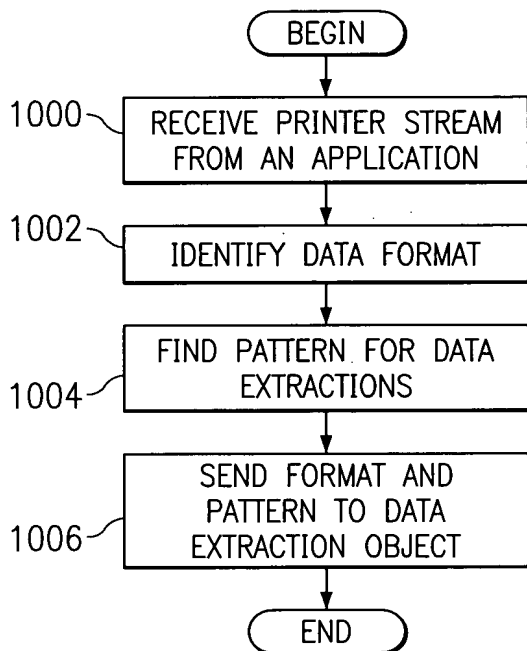 BEGIN
1000
RECEIVE PRINTER STREAM
FROM AN APPLICATION
1002
IDENTIFY DATA FORMAT
1004
FIND PATTERN FOR DATA
EXTRACTIONS
1006
SEND FORMAT AND
PATTERN TO DATA
EXTRACTION OBJECT
END